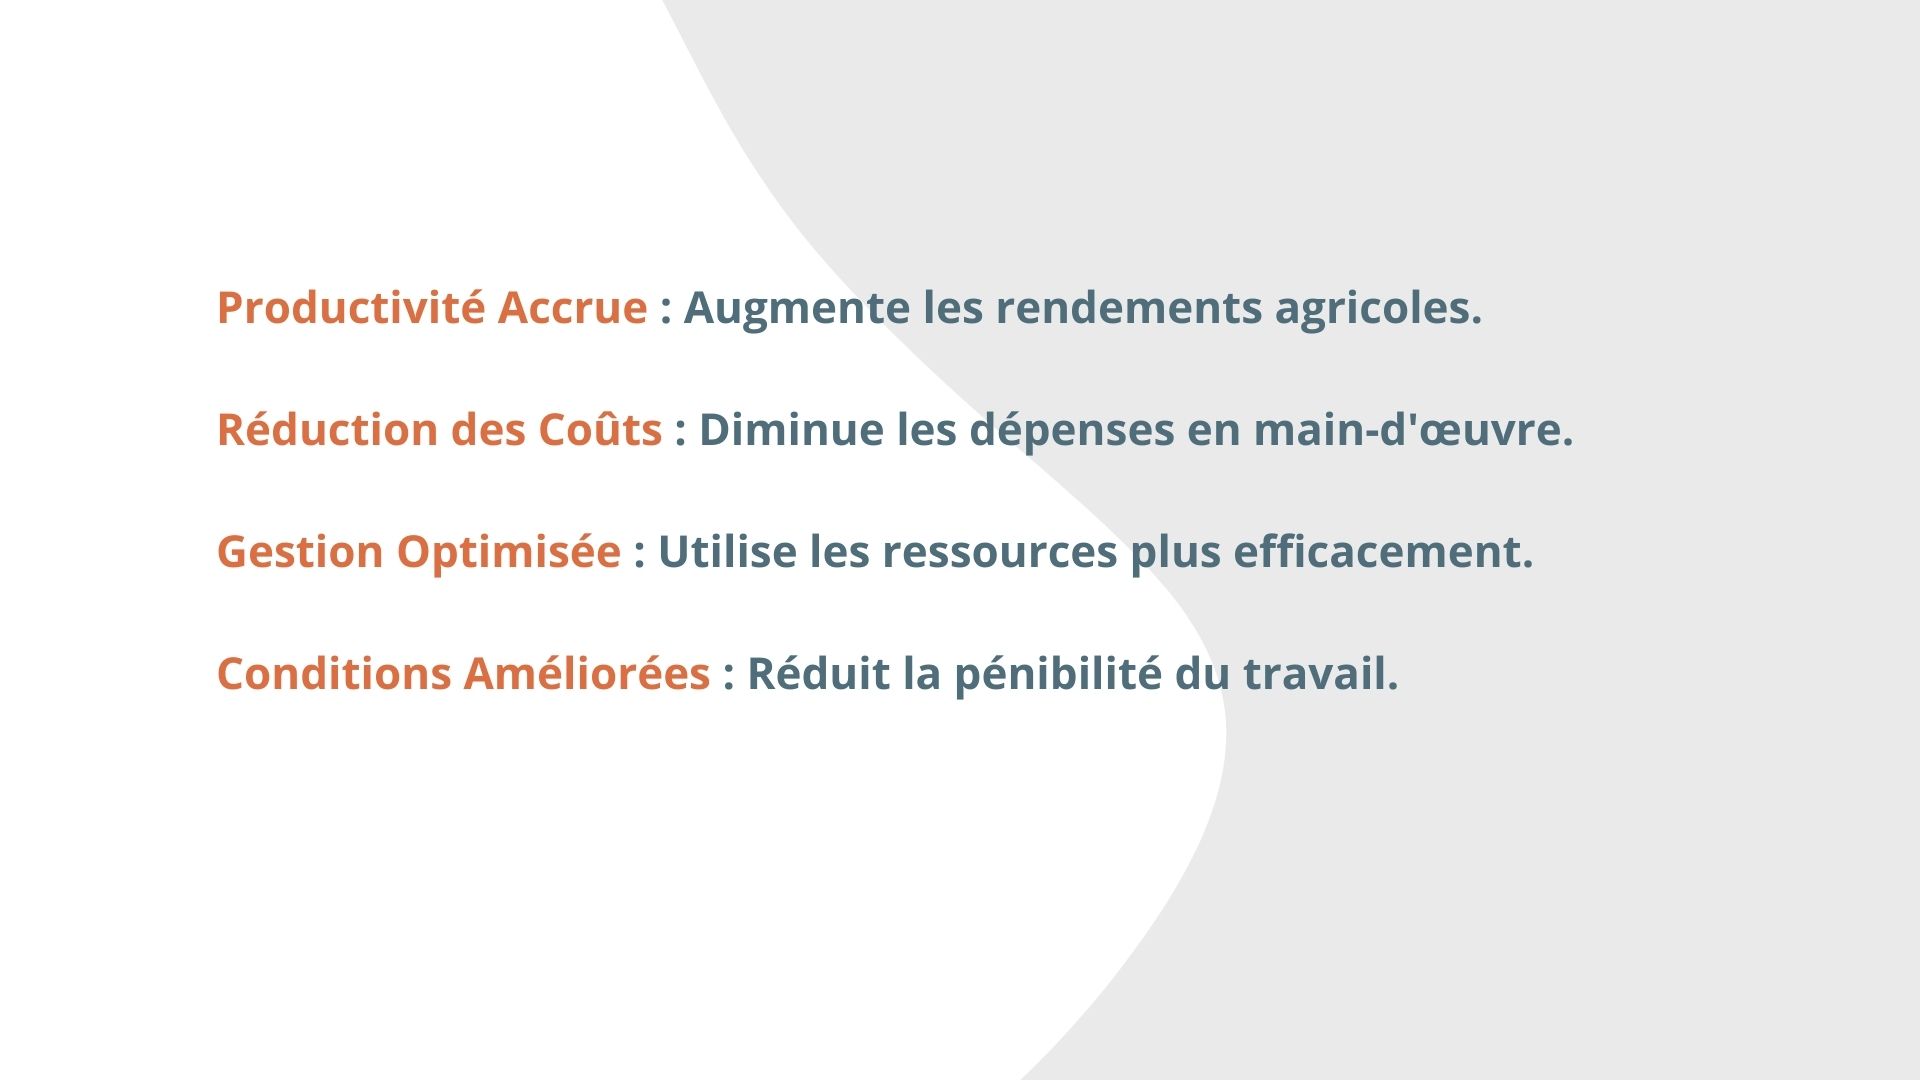 Productivité Accrue : Augmente les rendements agricoles.
Réduction des Coûts : Diminue les dépenses en main-d'œuvre.
Gestion Optimisée : Utilise les ressources plus efficacement.
Conditions Améliorées : Réduit la pénibilité du travail.